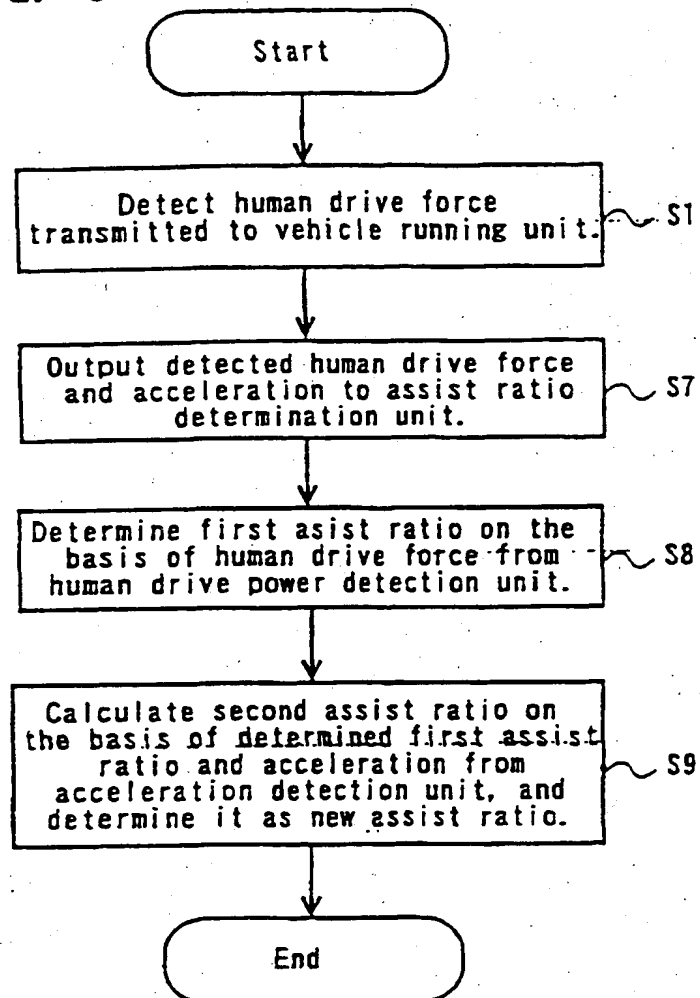 Start
Detect human drive force
transmitted to vehicle running unit.
S1
Output detected human drive force
and acceleration to assist ratio
determination unit.
S7
Determine first asist ratio on the
basis of human drive force from
human drive power detection unit.
S8
Calculate second assist ratio on
the basis of determined first assist
ratio and acceleration from
acceleration detection unit, and
determine it as new assist ratio.
S9
End